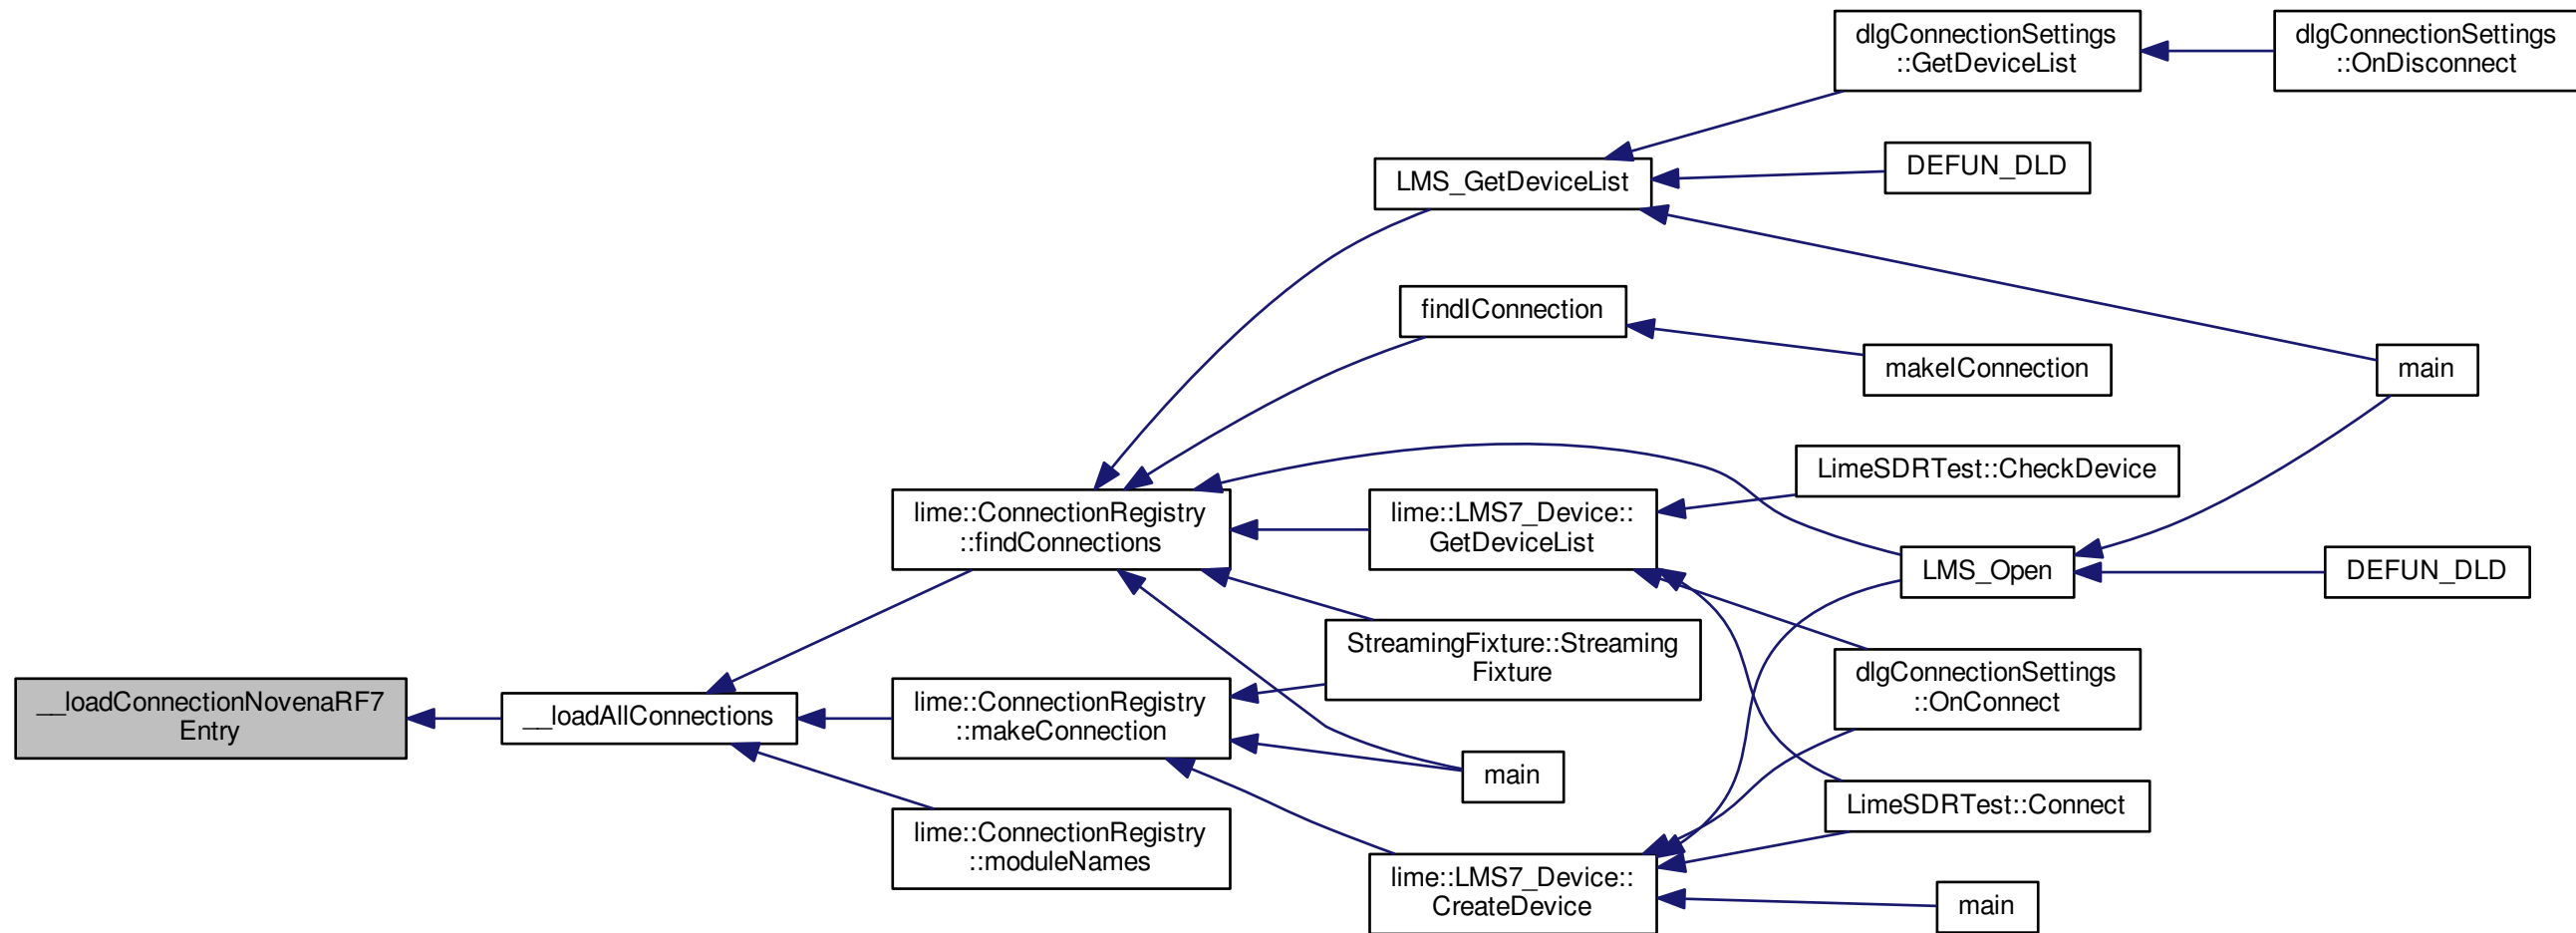 dlgConnectionSettings
::GetDeviceList
dlgConnectionSettings
::OnDisconnect
DEFUN_DLD
LMS_GetDeviceList
findIConnection
makeIConnection
main
LimeSDRTest::CheckDevice
lime::ConnectionRegistry
::findConnections
lime::LMS7_Device::
GetDeviceList
LMS_Open
DEFUN_DLD
StreamingFixture::Streaming
Fixture
dlgConnectionSettings
::OnConnect
__loadConnectionNovenaRF7
Entry
__loadAllConnections
lime::ConnectionRegistry
::makeConnection
main
LimeSDRTest::Connect
lime::ConnectionRegistry
::moduleNames
lime::LMS7_Device::
CreateDevice
main